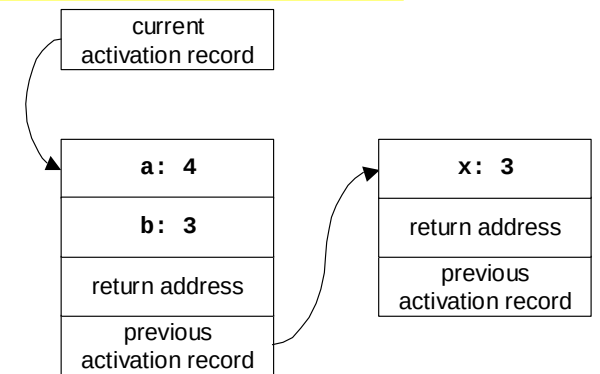 current
activation record
a: 4
b: 3
return address
previous
activation record
x: 3
return address
previous
activation record